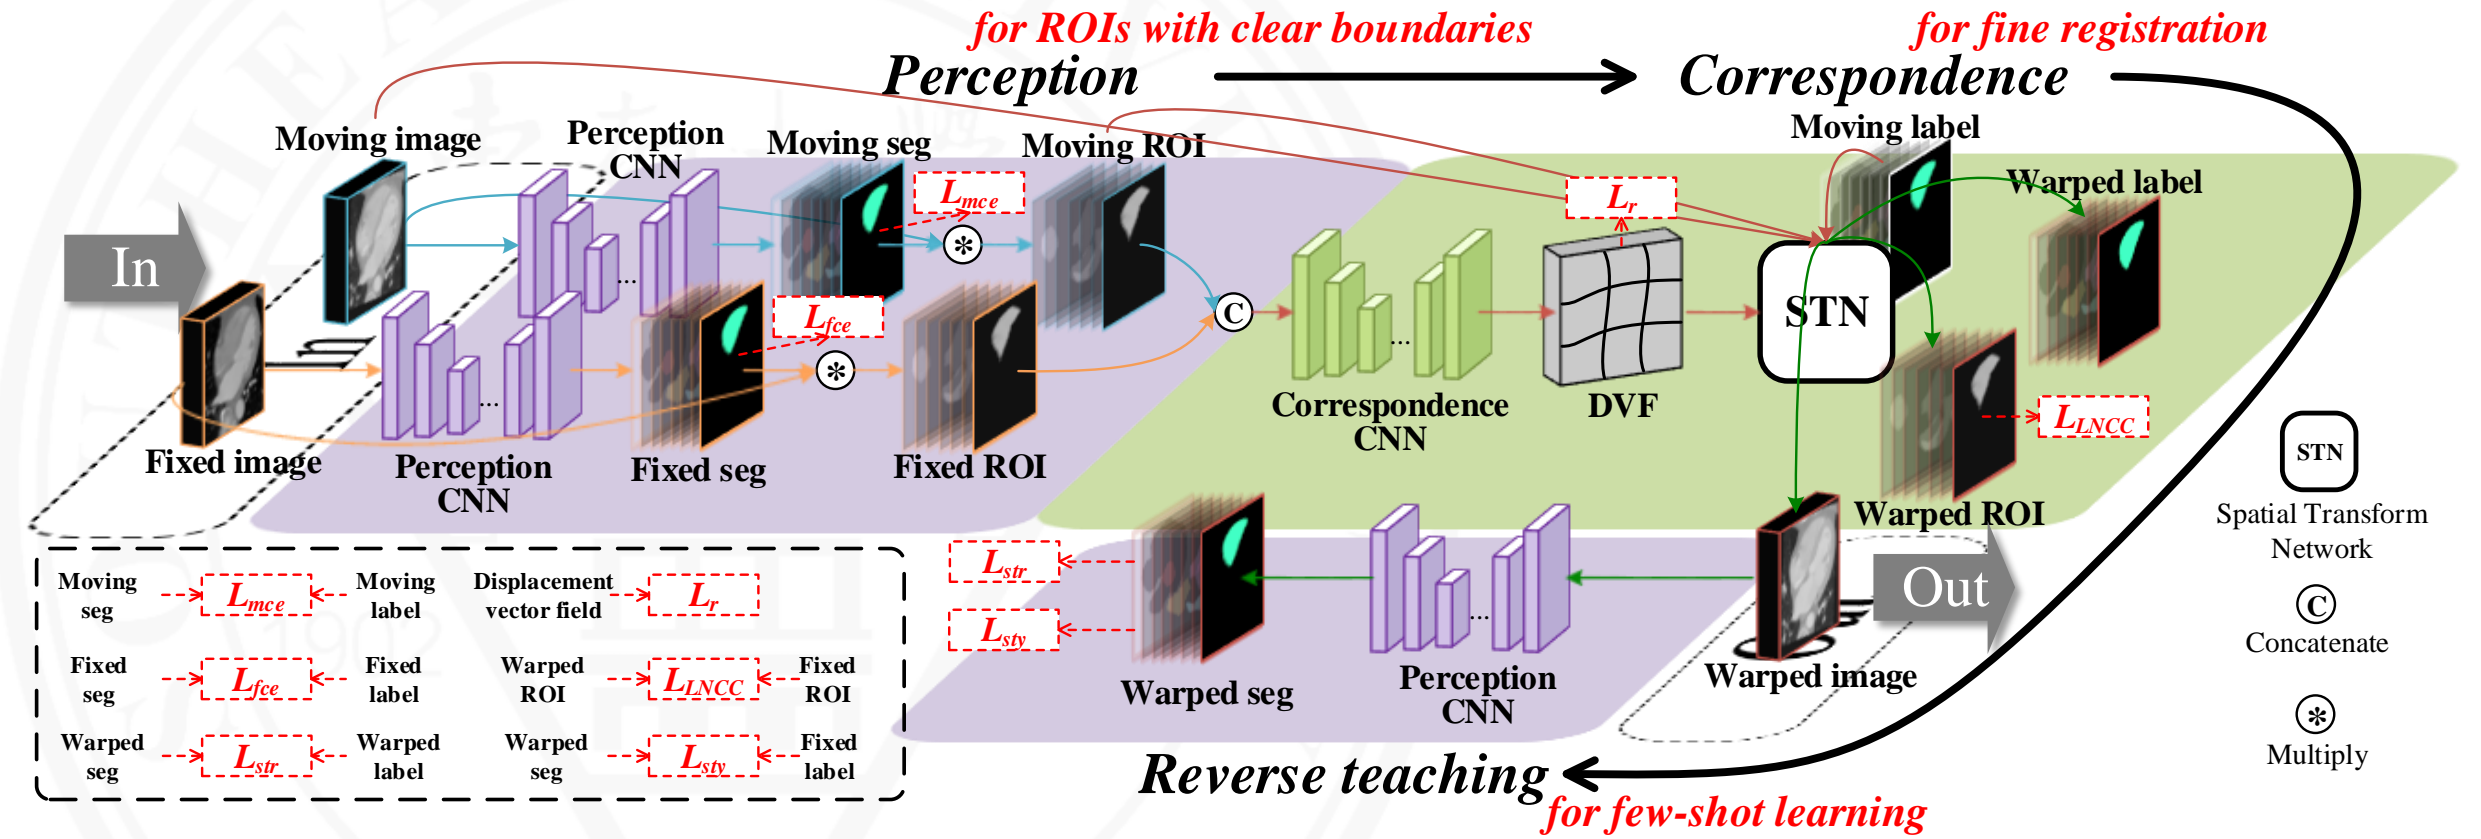 for ROIs with clear boundaries
for fine registration
Perception
Correspondence
Moving image
Perception
CNN
Moving seg
Moving ROI
Moving label
Warped label
In
L_mce
L_r
L_fce
C
STN
In
...
...
...
Correspondence
CNN
DVF
L_LNCC
Fixed image
Perception
CNN
Fixed seg
Fixed ROI
Warped ROI
STN
Spatial Transform
Network
L_str
L_sty
...
Out
Warped seg
Perception
CNN
Warped image
C
Concatenate
Multiply
Moving
seg
L_mce
Moving
label
Displacement
vector field
L_r
Fixed
seg
L_fce
Fixed
label
Warped
ROI
L_LNCC
Fixed
ROI
Warped
seg
L_str
Warped
label
Warped
seg
L_sty
Fixed
label
Reverse teaching
for few-shot learning
1902